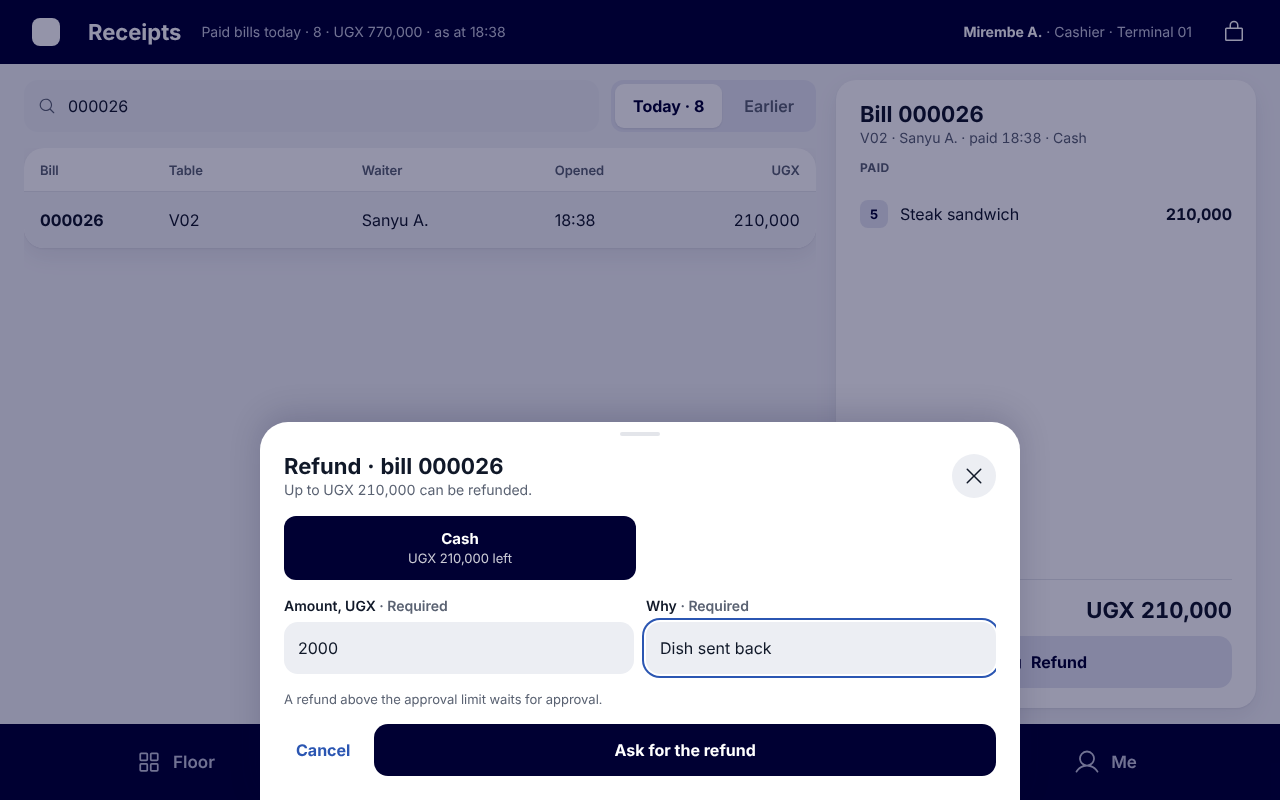 Receipts
Paid bills today · 8 · UGX 770,000 · as at 18:38
Mirembe A. · Cashier · Terminal 01
000026
Today · 8
Earlier
Bill
Table
Waiter
Opened
UGX
000026
V02
Sanyu A.
18:38
210,000
Bill 000026
V02 · Sanyu A. · paid 18:38 · Cash
PAID
5
Steak sandwich
210,000
UGX 210,000
Refund
Refund · bill 000026
Up to UGX 210,000 can be refunded.
Cash
UGX 210,000 left
Amount, UGX · Required
Why · Required
2000
Dish sent back
A refund above the approval limit waits for approval.
Cancel
Ask for the refund
Floor
Me